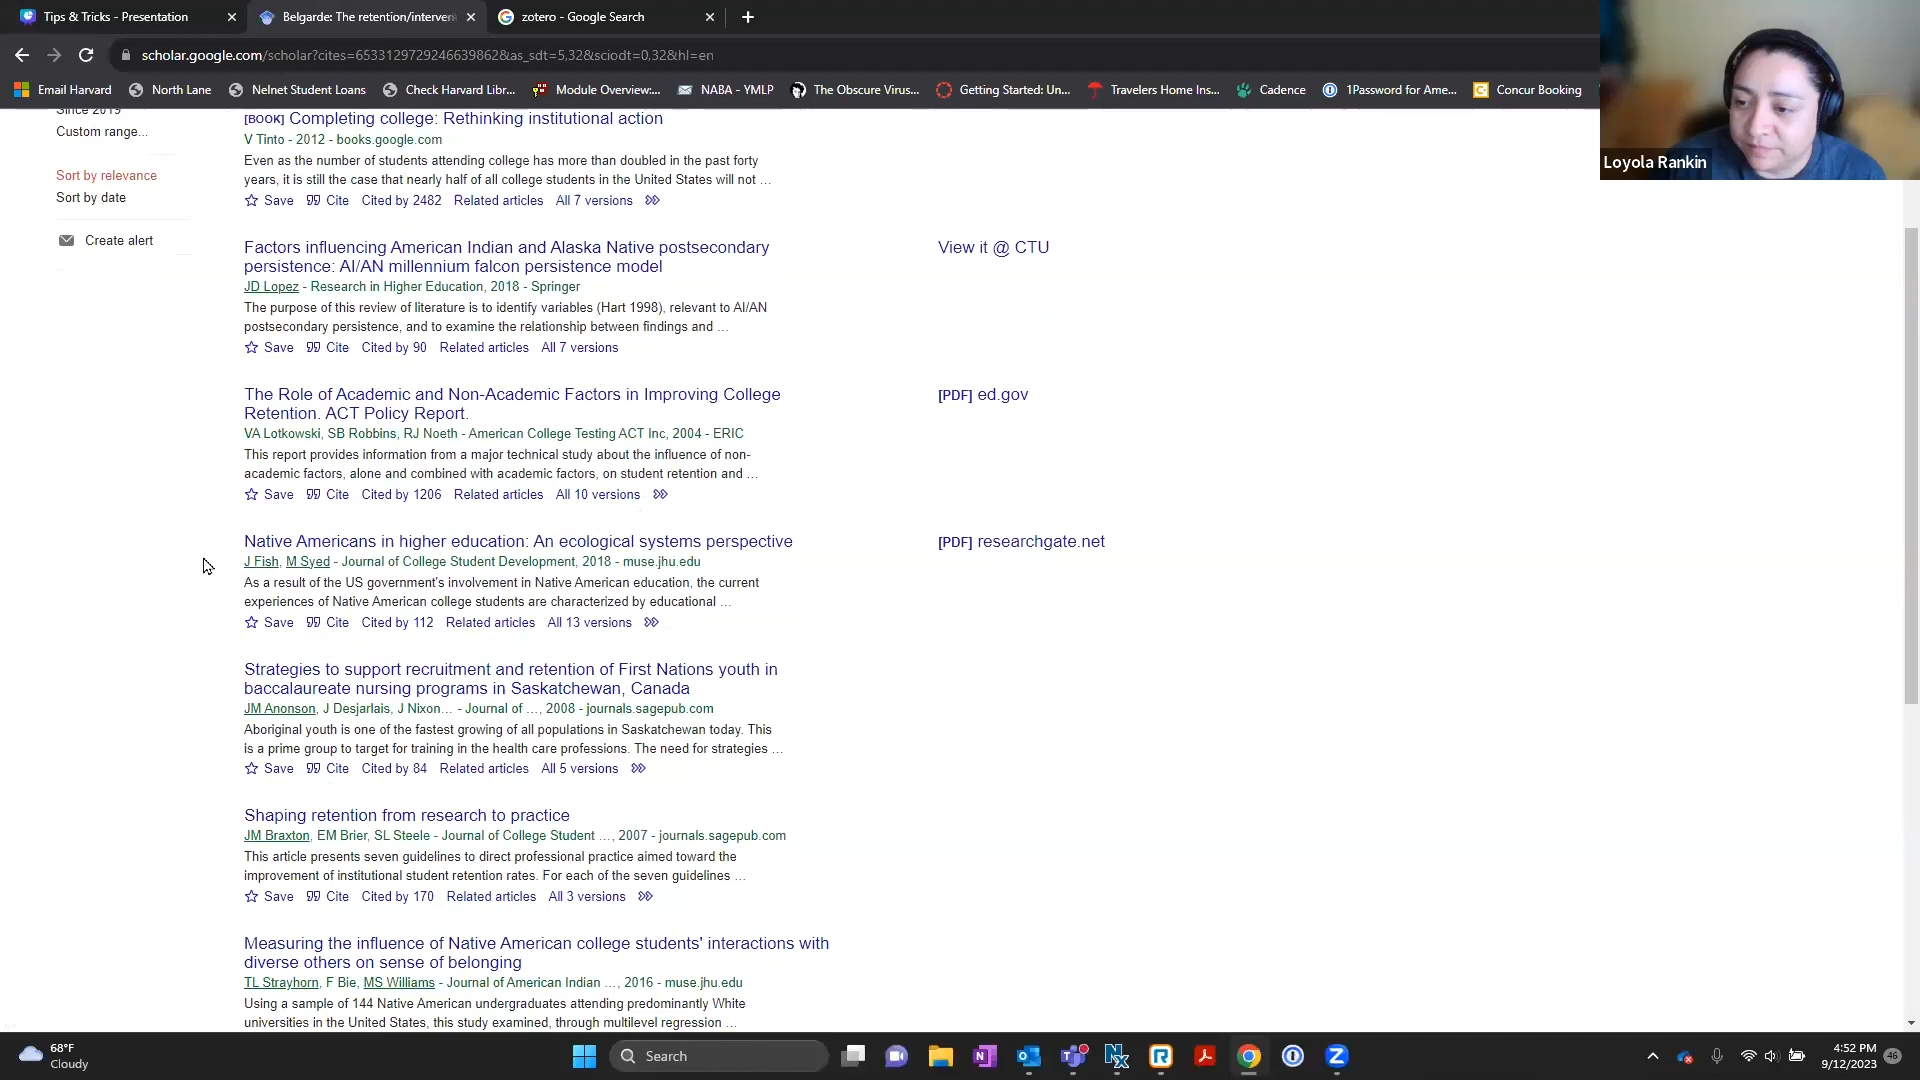 Tips & Tricks - Presentation
Belgarde: The retention/interven
zotero - Google Search
scholar.google.com/scholar?cites=6533129729246639862&as_sdt=5,32&sciodt=0,32&hl=en
Email Harvard
North Lane
Nelnet Student Loans
Check Harvard Libr...
Module Overview:...
NABA - YMLP
The Obscure Virus...
Getting Started: Un...
Travelers Home Ins...
Cadence
1Password for Ame...
Concur Booking
Loyola Rankin
Since 2019
Custom range...
Sort by relevance
Sort by date
Create alert
[BOOK] Completing college: Rethinking institutional action
V Tinto - 2012 - books.google.com
Even as the number of students attending college has more than doubled in the past forty
years, it is still the case that nearly half of all college students in the United States will not ...
Save Cite Cited by 2482 Related articles All 7 versions
Factors influencing American Indian and Alaska Native postsecondary
persistence: AI/AN millennium falcon persistence model
View it @ CTU
JD Lopez - Research in Higher Education, 2018 - Springer
The purpose of this review of literature is to identify variables (Hart 1998), relevant to AI/AN
postsecondary persistence, and to examine the relationship between findings and ...
Save Cite Cited by 90 Related articles All 7 versions
The Role of Academic and Non-Academic Factors in Improving College
Retention. ACT Policy Report.
[PDF] ed.gov
VA Lotkowski, SB Robbins, RJ Noeth - American College Testing ACT Inc, 2004 - ERIC
This report provides information from a major technical study about the influence of non-
academic factors, alone and combined with academic factors, on student retention and ...
Save Cite Cited by 1206 Related articles All 10 versions
Native Americans in higher education: An ecological systems perspective
[PDF] researchgate.net
J Fish, M Syed - Journal of College Student Development, 2018 - muse.jhu.edu
As a result of the US government's involvement in Native American education, the current
experiences of Native American college students are characterized by educational ...
Save Cite Cited by 112 Related articles All 13 versions
Strategies to support recruitment and retention of First Nations youth in
baccalaureate nursing programs in Saskatchewan, Canada
JM Anonson, J Desjarlais, J Nixon... - Journal of ..., 2008 - journals.sagepub.com
Aboriginal youth is one of the fastest growing of all populations in Saskatchewan today. This
is a prime group to target for training in the health care professions. The need for strategies ...
Save Cite Cited by 84 Related articles All 5 versions
Shaping retention from research to practice
JM Braxton, EM Brier, SL Steele - Journal of College Student ..., 2007 - journals.sagepub.com
This article presents seven guidelines to direct professional practice aimed toward the
improvement of institutional student retention rates. For each of the seven guidelines ...
Save Cite Cited by 170 Related articles All 3 versions
Measuring the influence of Native American college students' interactions with
diverse others on sense of belonging
TL Strayhorn, F Bie, MS Williams - Journal of American Indian ..., 2016 - muse.jhu.edu
Using a sample of 144 Native American undergraduates attending predominantly White
universities in the United States, this study examined, through multilevel regression ...
68°F
Cloudy
Search
4:52 PM
9/12/2023
46